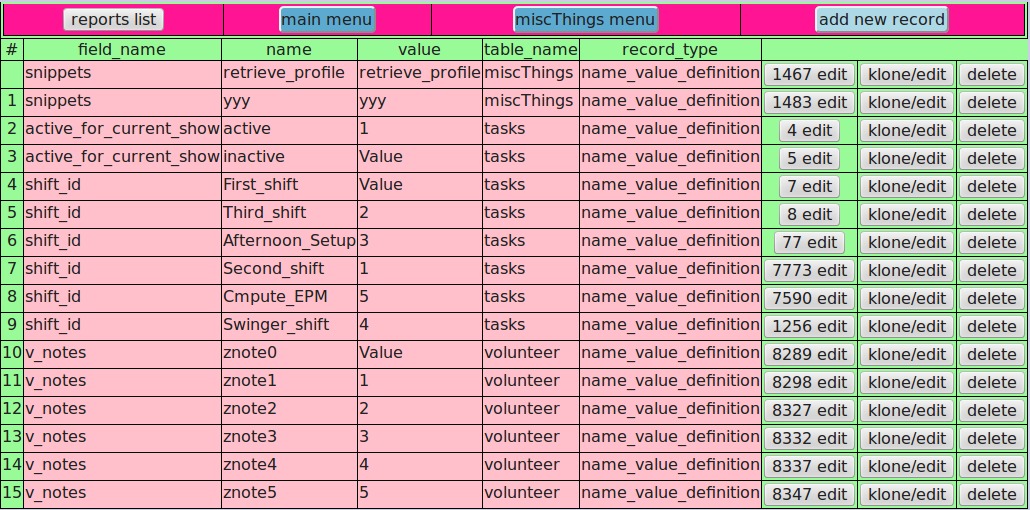 reports list main menu miscThings menu add new record
# field_name name value table_name record_type
snippets retrieve_profile retrieve_profile miscThings name_value_definition 1467 edit klone/edit delete
1 snippets yyy yyy miscThings name_value_definition 1483 edit klone/edit delete
2 active_for_current_show active 1 tasks name_value_definition 4 edit klone/edit delete
3 active_for_current_show inactive Value tasks name_value_definition 5 edit klone/edit delete
4 shift_id First_shift Value tasks name_value_definition 7 edit klone/edit delete
5 shift_id Third_shift 2 tasks name_value_definition 8 edit klone/edit delete
6 shift_id Afternoon_Setup 3 tasks name_value_definition 77 edit klone/edit delete
7 shift_id Second_shift 1 tasks name_value_definition 7773 edit klone/edit delete
8 shift_id Cmpute_EPM 5 tasks name_value_definition 7590 edit klone/edit delete
9 shift_id Swinger_shift 4 tasks name_value_definition 1256 edit klone/edit delete
10 v_notes znote0 Value volunteer name_value_definition 8289 edit klone/edit delete
11 v_notes znote1 1 volunteer name_value_definition 8298 edit klone/edit delete
12 v_notes znote2 2 volunteer name_value_definition 8327 edit klone/edit delete
13 v_notes znote3 3 volunteer name_value_definition 8332 edit klone/edit delete
14 v_notes znote4 4 volunteer name_value_definition 8337 edit klone/edit delete
15 v_notes znote5 5 volunteer name_value_definition 8347 edit klone/edit delete